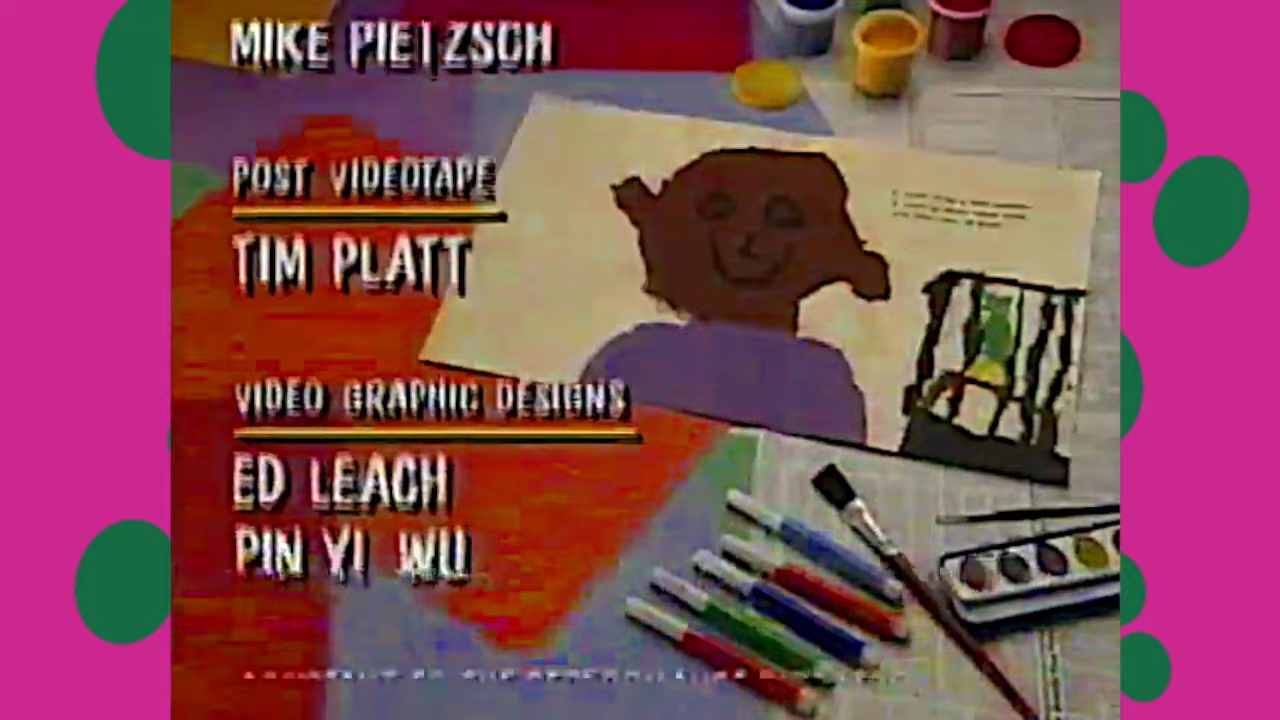 MIKE PIETZSCH
POST VIDEOTAPE
TIM PLATT
VIDEO GRAPHIC DESIGNS
ED LEACH
PIN YI WU